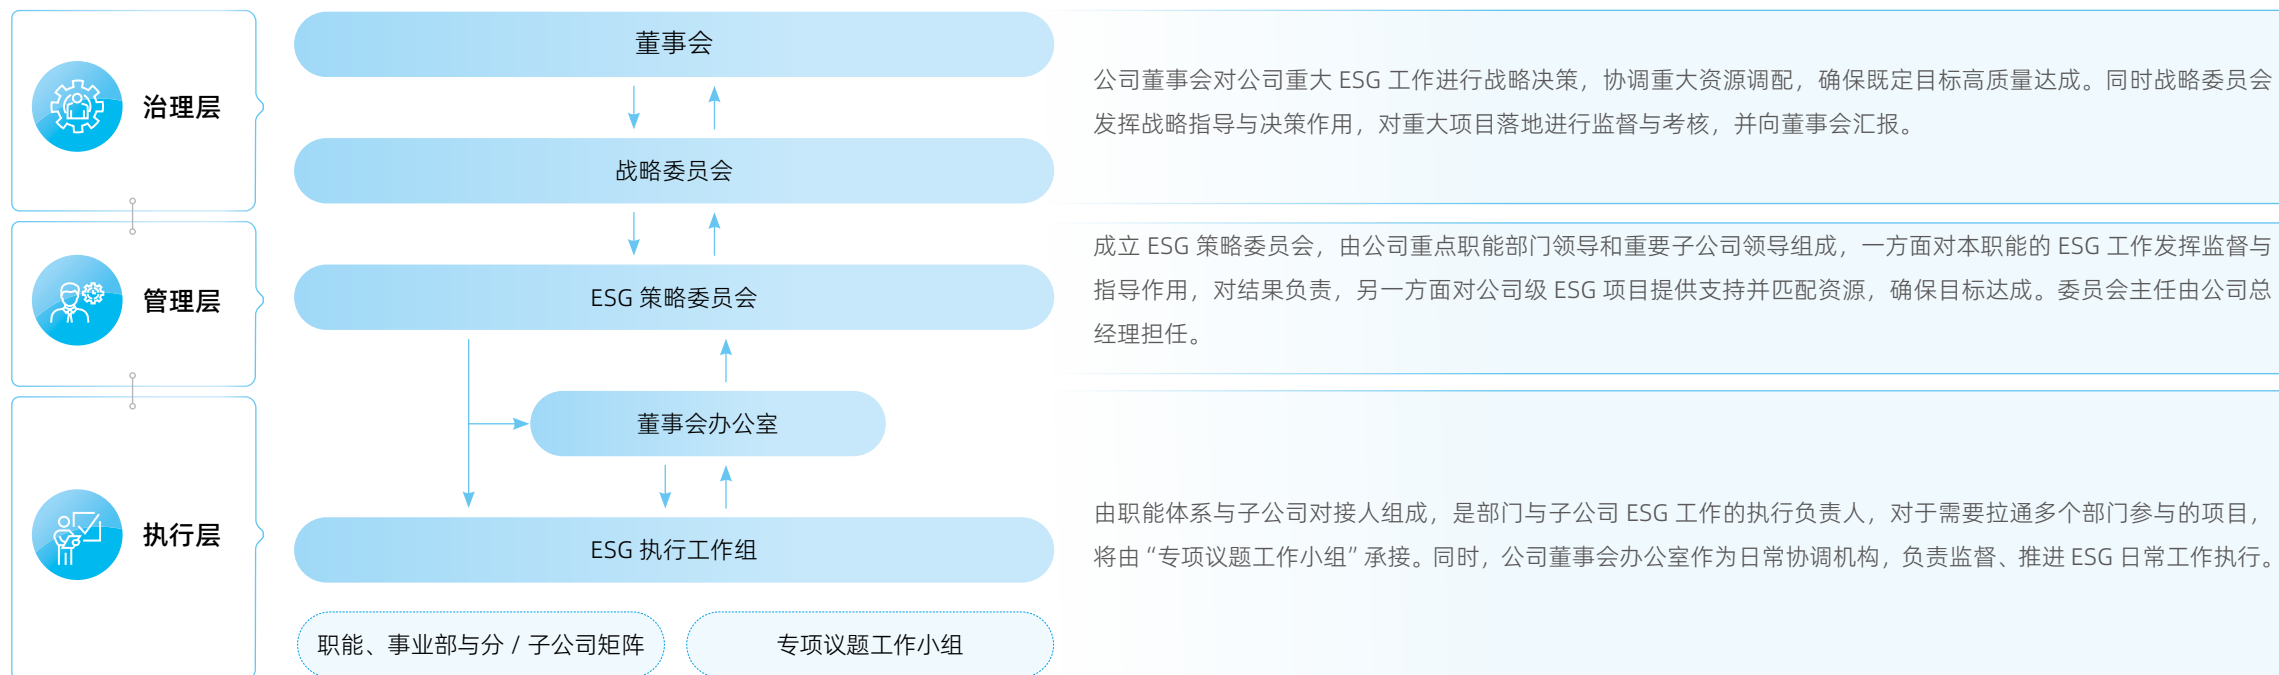 治理层
董事会
战略委员会
公司董事会对公司重大 ESG 工作进行战略决策，协调重大资源调配，确保既定目标高质量达成。同时战略委员会
发挥战略指导与决策作用，对重大项目落地进行监督与考核，并向董事会汇报。
管理层
ESG 策略委员会
成立 ESG 策略委员会，由公司重点职能部门领导和重要子公司领导组成，一方面对本职能的 ESG 工作发挥监督与
指导作用，对结果负责，另一方面对公司级 ESG 项目提供支持并匹配资源，确保目标达成。委员会主任由公司总
经理担任。
执行层
董事会办公室
ESG 执行工作组
职能、事业部与分 / 子公司矩阵
专项议题工作小组
由职能体系与子公司对接人组成，是部门与子公司 ESG 工作的执行负责人，对于需要拉通多个部门参与的项目，
将由“专项议题工作小组”承接。同时，公司董事会办公室作为日常协调机构，负责监督、推进 ESG 日常工作执行。